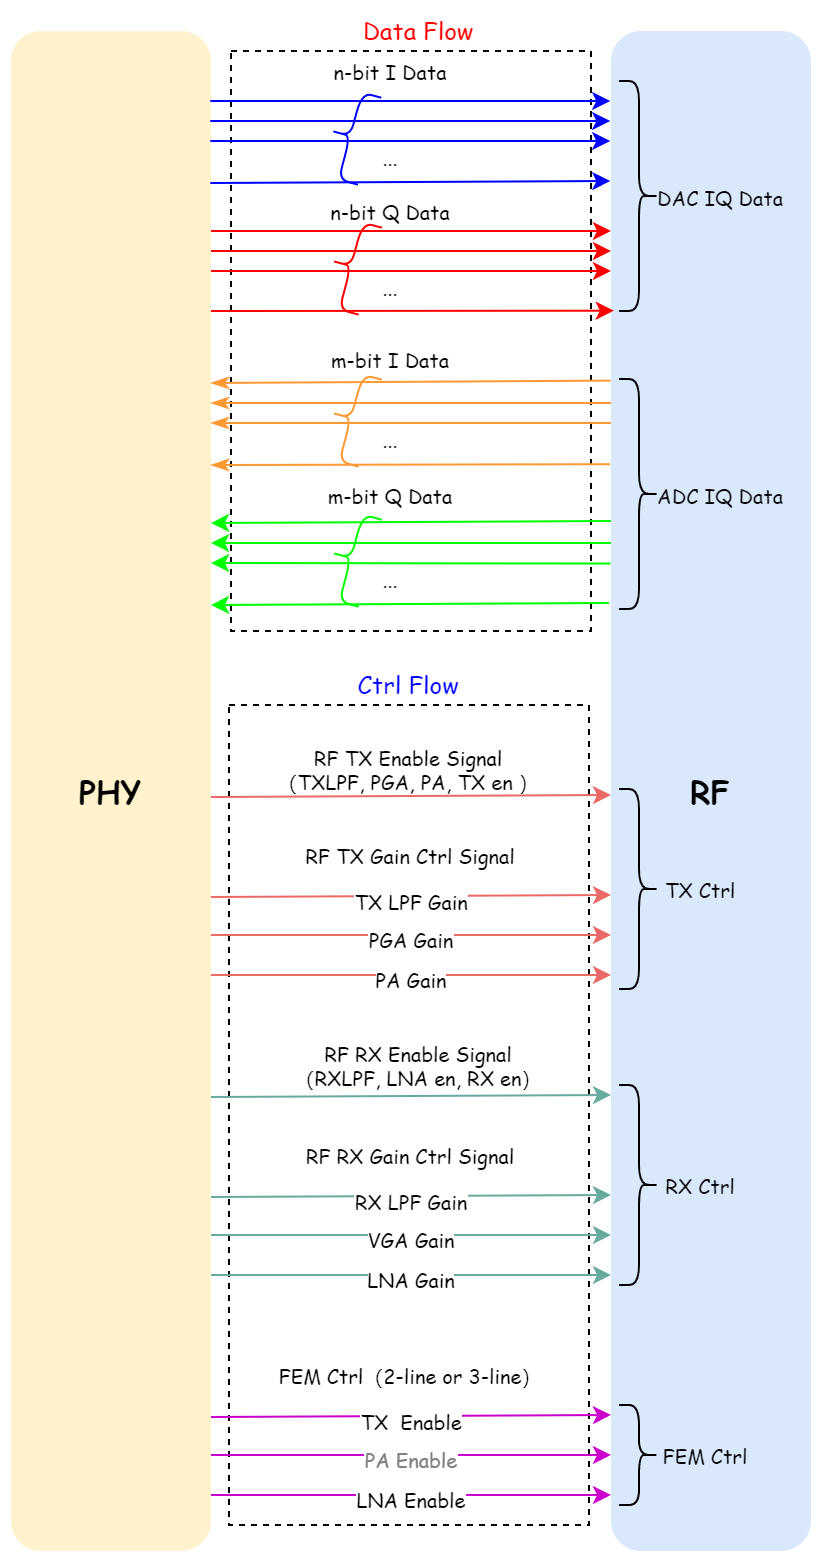 Data Flow
n-bit I Data
...
DAC IQ Data
n-bit Q Data
...
m-bit I Data
...
m-bit Q Data
ADC IQ Data
...
Ctrl Flow
RF TX Enable Signal
(TXLPF, PGA, PA, TX en )
PHY
RF
RF TX Gain Ctrl Signal
TX LPF Gain
TX Ctrl
PGA Gain
PA Gain
RF RX Enable Signal
(RXLPF, LNA en, RX en)
RF RX Gain Ctrl Signal
RX LPF Gain
RX Ctrl
VGA Gain
LNA Gain
FEM Ctrl (2-line or 3-line)
TX Enable
PA Enable
FEM Ctrl
LNA Enable